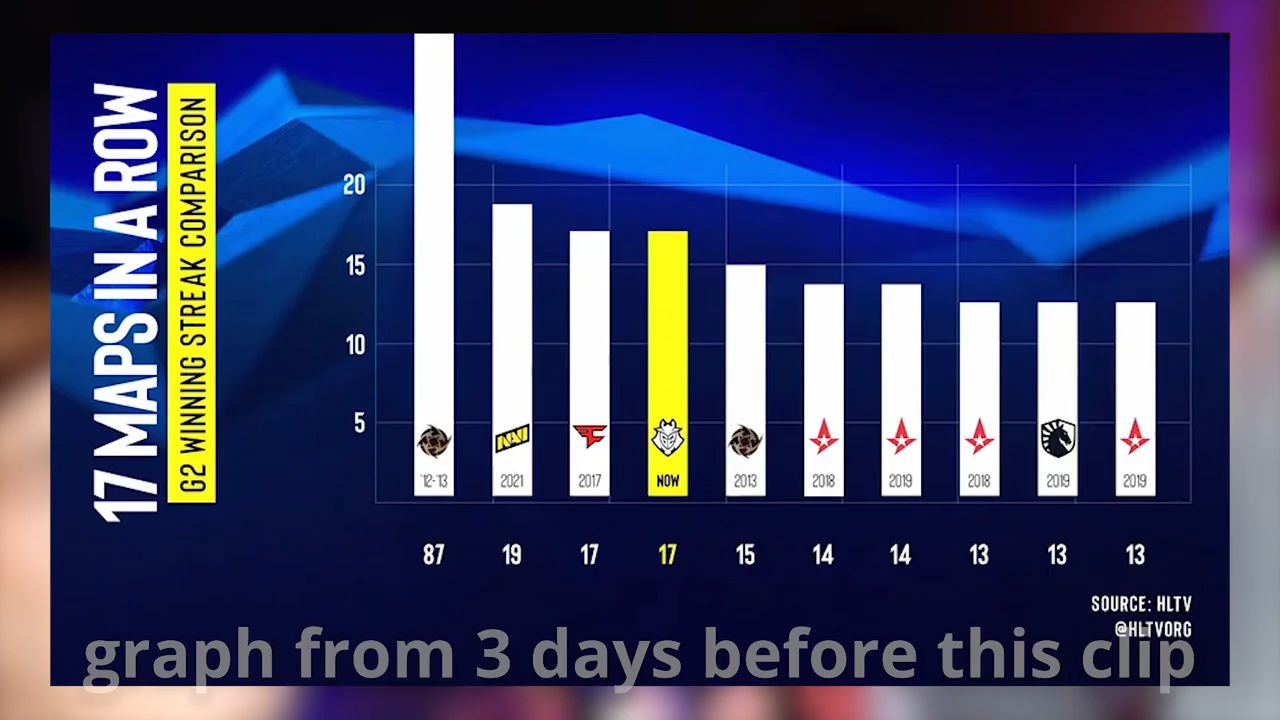 17 MAPS IN A ROW
G2 WINNING STREAK COMPARISON
20
15
10
5
NAVI
'12-'13 2021 2017 NOW 2013 2018 2019 2018 2019 2019
87 19 17 17 15 14 14 13 13 13
SOURCE: HLTV
@HLTVORG
graph from 3 days before this clip